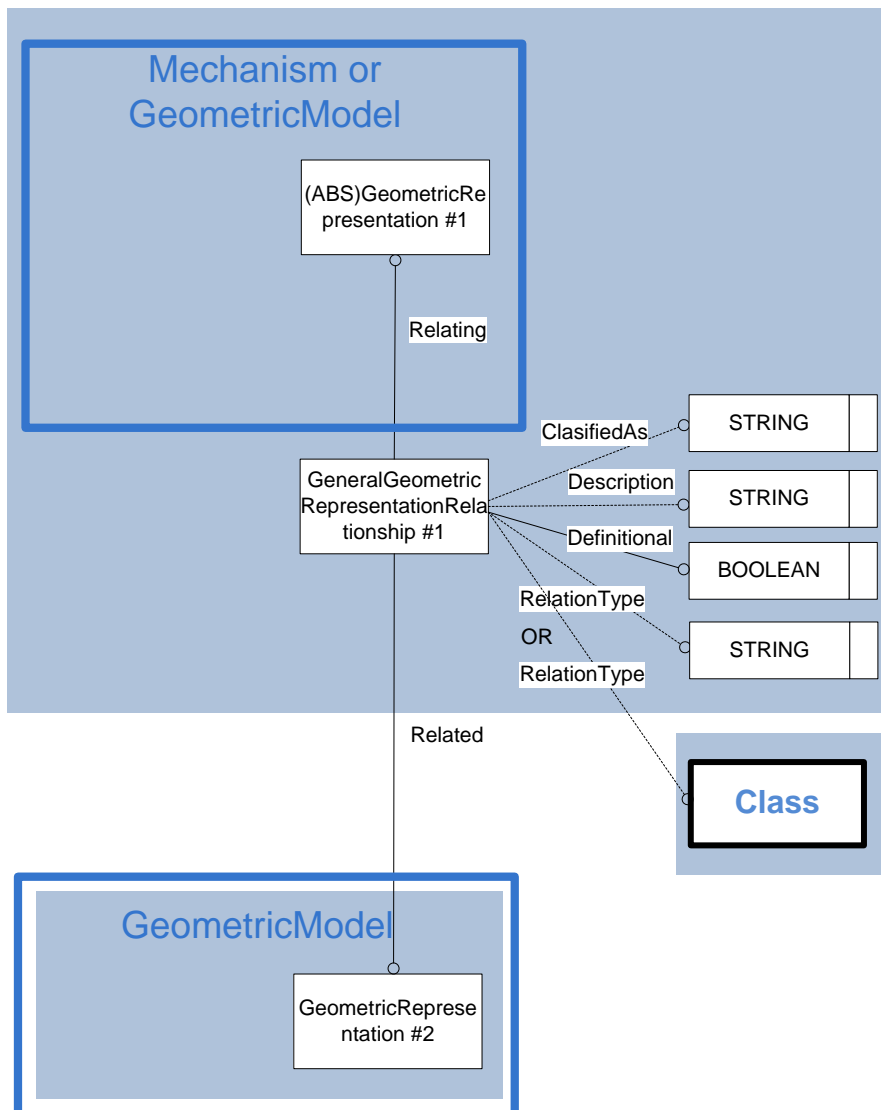 Mechanism or
GeometricModel
(ABS)GeometricRe
presentation #1
Relating
ClasifiedAs
STRING
GeneralGeometric
RepresentationRela
tionship #1
Description
STRING
Definitional
BOOLEAN
RelationType
OR
STRING
RelationType
Related
Class
GeometricModel
GeometricReprese
ntation #2